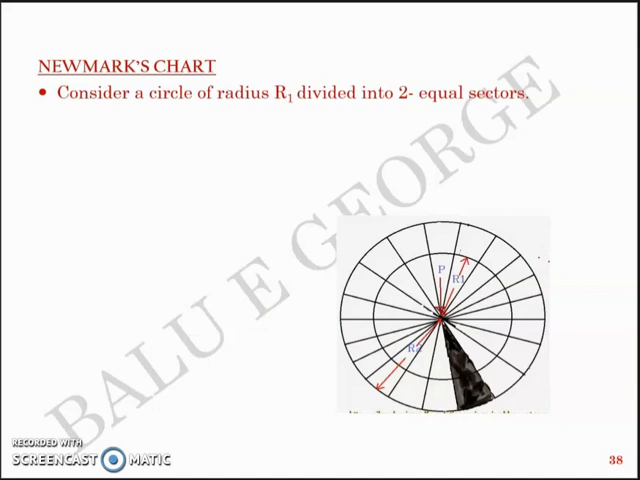 NEWMARK'S CHART
• Consider a circle of radius R1 divided into 2- equal sectors.
BALU E GEORGE
P
R1
R2
RECORDED WITH
SCREENCAST MATIC
38